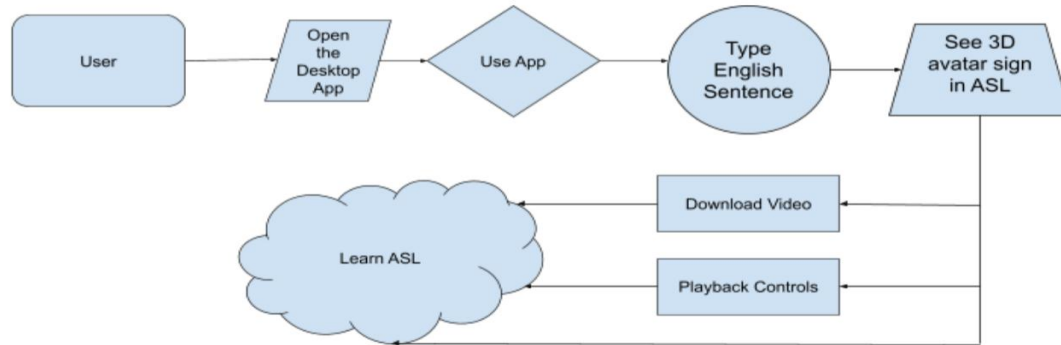 User
Open
the
Desktop
App
Use App
Type
English
Sentence
See 3D
avatar sign
in ASL
Download Video
Learn ASL
Playback Controls